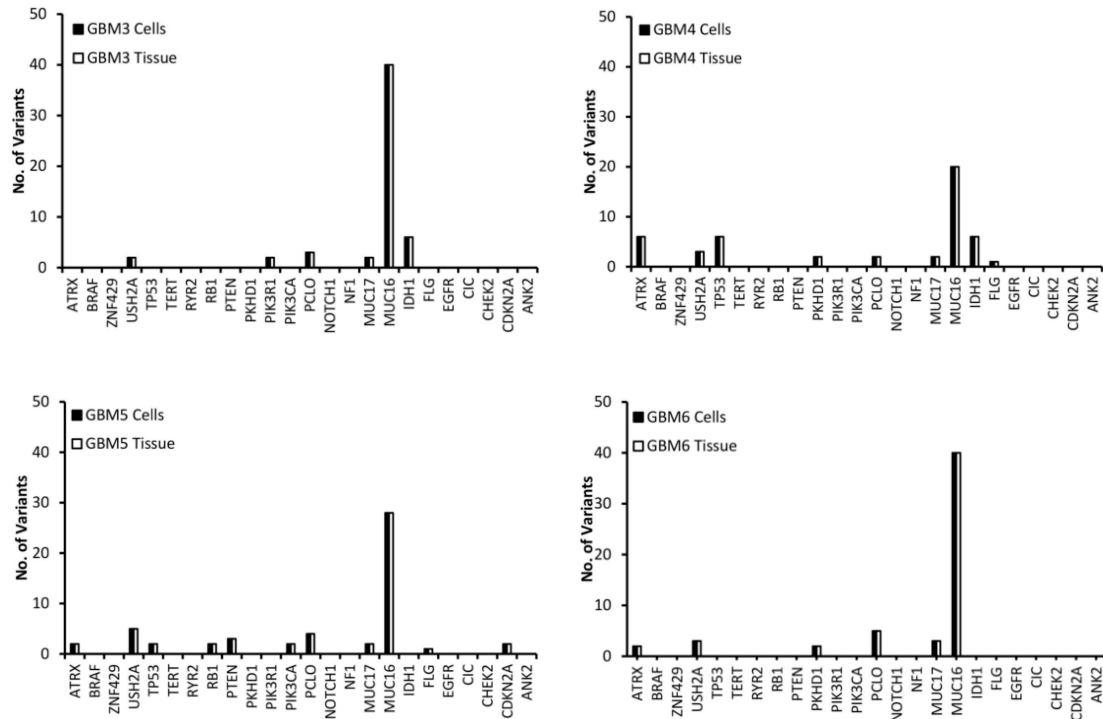 GBM3 Cells
GBM3 Tissue
No. of Variants
50
40
30
20
10
0
ATRX
BRAF
ZNF429
USH2A
TP53
TERT
RYR2
RB1
PTEN
PKHD1
PIK3R1
PIK3CA
PCLO
NOTCH1
NF1
MUC17
MUC16
IDH1
FLG
EGFR
CIC
CHEK2
CDKN2A
ANK2
GBM4 Cells
GBM4 Tissue
No. of Variants
50
40
30
20
10
0
ATRX
BRAF
ZNF429
USH2A
TP53
TERT
RYR2
RB1
PTEN
PKHD1
PIK3R1
PIK3CA
PCLO
NOTCH1
NF1
MUC17
MUC16
IDH1
FLG
EGFR
CIC
CHEK2
CDKN2A
ANK2
GBM5 Cells
GBM5 Tissue
No. of Variants
50
40
30
20
10
0
ATRX
BRAF
ZNF429
USH2A
TP53
TERT
RYR2
RB1
PTEN
PKHD1
PIK3R1
PIK3CA
PCLO
NOTCH1
NF1
MUC17
MUC16
IDH1
FLG
EGFR
CIC
CHEK2
CDKN2A
ANK2
GBM6 Cells
GBM6 Tissue
No. of Variants
50
40
30
20
10
0
ATRX
BRAF
ZNF429
USH2A
TP53
TERT
RYR2
RB1
PTEN
PKHD1
PIK3R1
PIK3CA
PCLO
NOTCH1
NF1
MUC17
MUC16
IDH1
FLG
EGFR
CIC
CHEK2
CDKN2A
ANK2